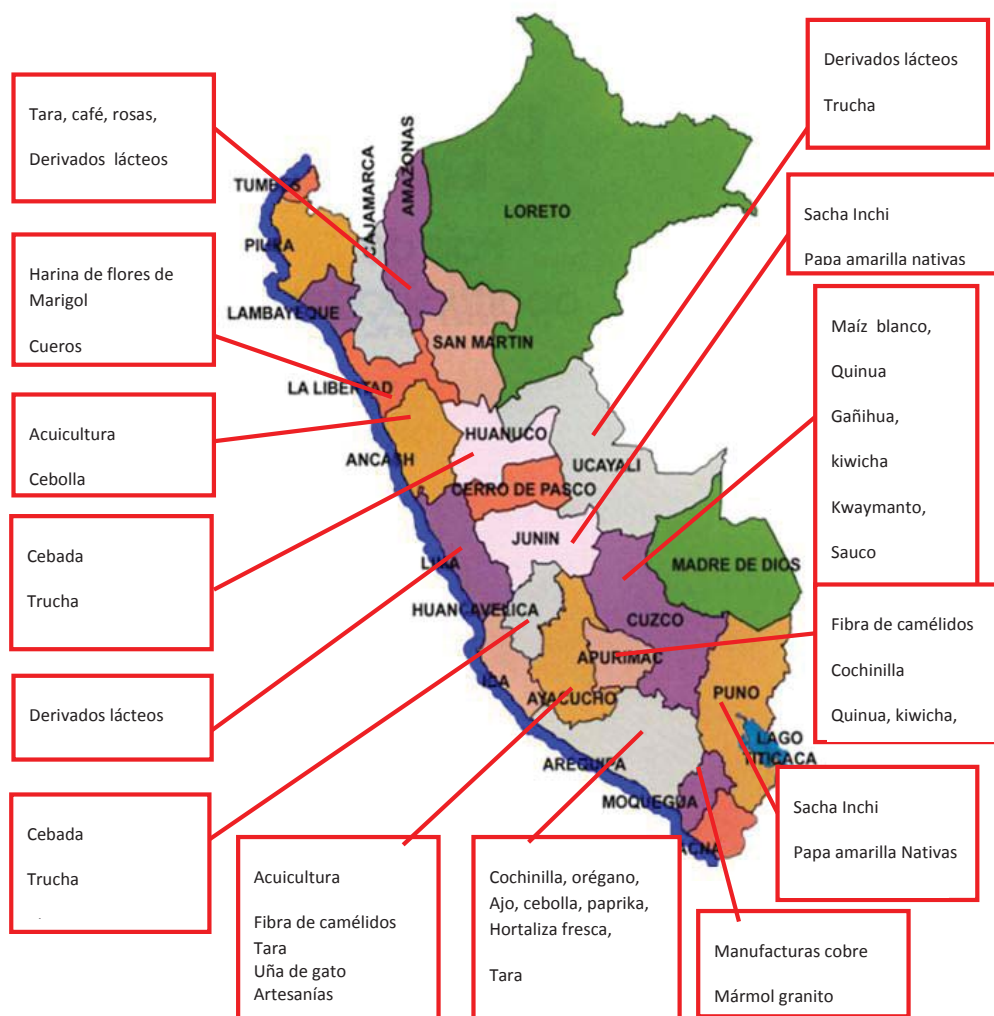 Tara, café, rosas,
Derivados lácteos
Harina de flores de
Marigol
Cueros
Acuicultura
Cebolla
Cebada
Trucha
Derivados lácteos
Cebada
Trucha
Acuicultura
Fibra de camélidos
Tara
Uña de gato
Artesanías
Cochinilla, orégano,
Ajo, cebolla, paprika,
Hortaliza fresca,
Tara
Manufacturas cobre
Mármol granito
Sacha Inchi
Papa amarilla Nativas
Fibra de camélidos
Cochinilla
Quinua, kiwicha,
Maíz blanco,
Quinua
Gañihua,
kiwicha
Kwaymanto,
Sauco
Sacha Inchi
Papa amarilla nativas
Derivados lácteos
Trucha
TUMBES
PIURA
CAJAMARCA
AMAZONAS
LORETO
LAMBAYEQUE
SAN MARTIN
LA LIBERTAD
HUANUCO
ANCASH
UCAYALI
CERRO DE PASCO
JUNIN
LIMA
MADRE DE DIOS
HUANCAVELICA
CUZCO
APURIMAC
ICA
AYACUCHO
PUNO
LAGO
TITICACA
AREQUIPA
MOQUEGUA